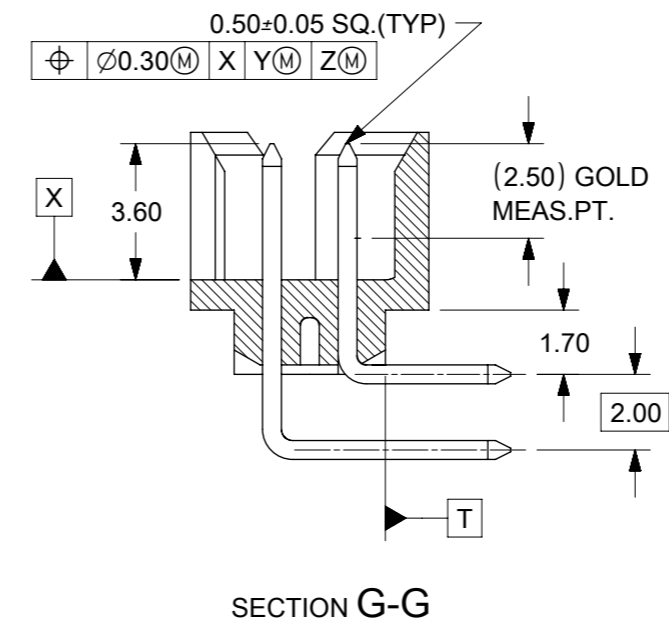 0.50±0.05 SQ.(TYP)
⌖ ∅0.30Ⓜ X YⓂ ZⓂ
X
3.60
(2.50) GOLD
MEAS.PT.
1.70
2.00
T
SECTION G-G